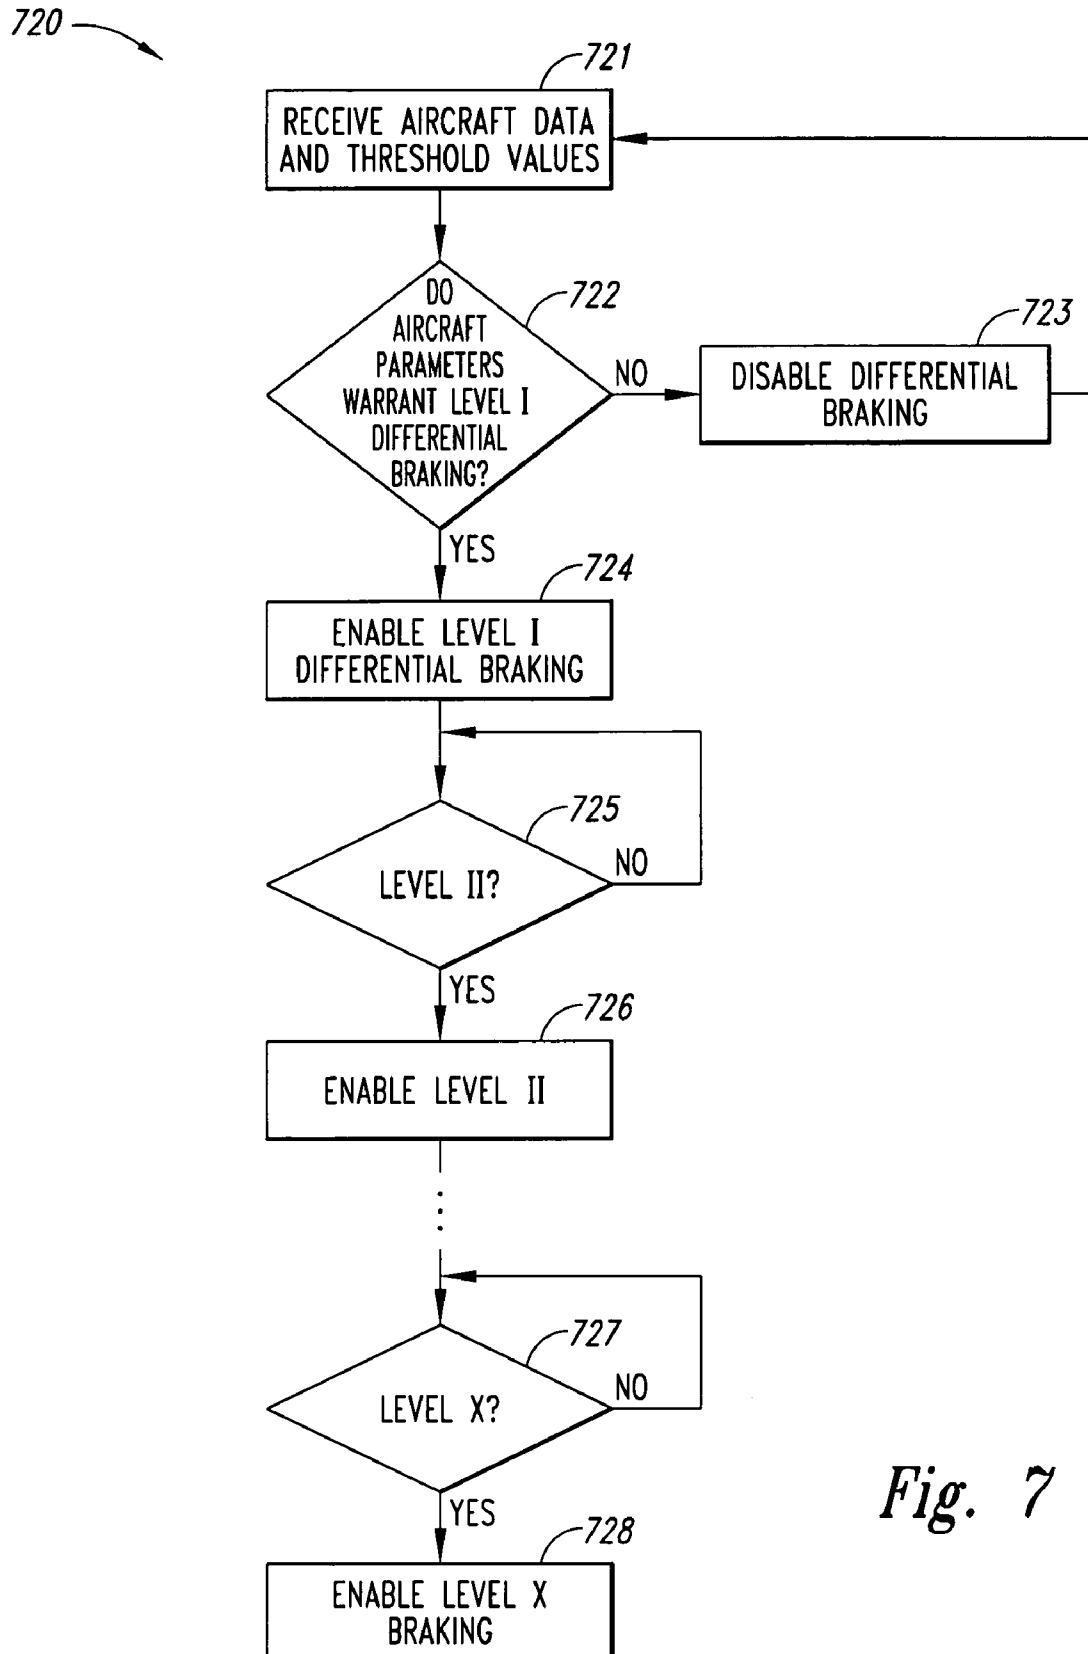 720
721
RECEIVE AIRCRAFT DATA
AND THRESHOLD VALUES
722
DO
AIRCRAFT
PARAMETERS
WARRANT LEVEL I
DIFFERENTIAL
BRAKING?
NO
723
DISABLE DIFFERENTIAL
BRAKING
YES
724
ENABLE LEVEL I
DIFFERENTIAL BRAKING
725
LEVEL II?
NO
YES
726
ENABLE LEVEL II
727
LEVEL X?
NO
YES
728
ENABLE LEVEL X
BRAKING
Fig. 7